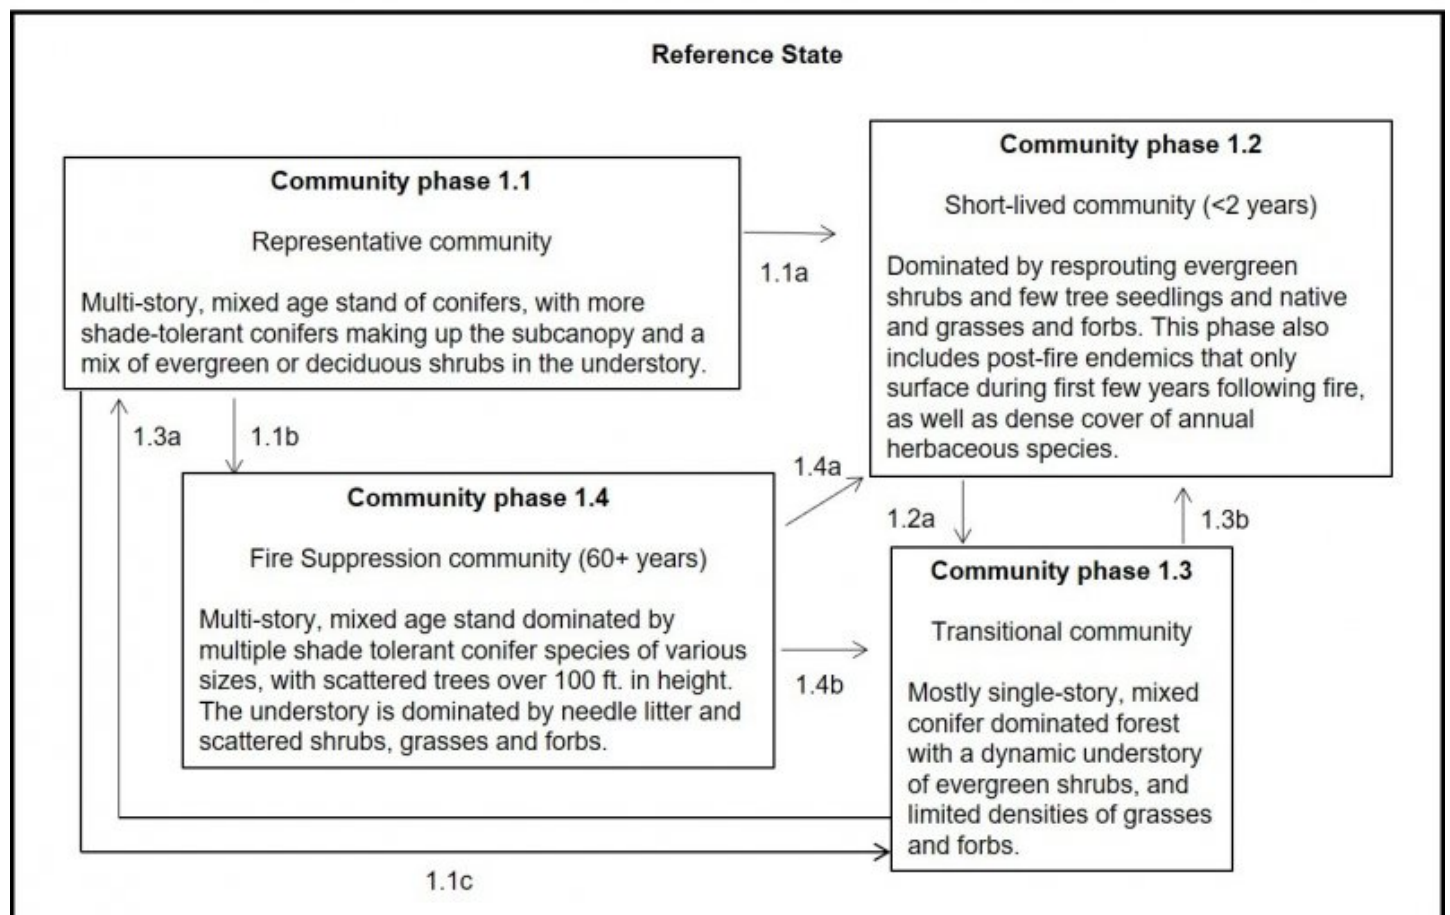 Reference State
Community phase 1.1
Representative community
Multi-story, mixed age stand of conifers, with more
shade-tolerant conifers making up the subcanopy and a
mix of evergreen or deciduous shrubs in the understory.
1.1a
Community phase 1.2
Short-lived community (<2 years)
Dominated by resprouting evergreen
shrubs and few tree seedlings and native
and grasses and forbs. This phase also
includes post-fire endemics that only
surface during first few years following fire,
as well as dense cover of annual
herbaceous species.
1.3a
1.1b
1.4a
Community phase 1.4
Fire Suppression community (60+ years)
Multi-story, mixed age stand dominated by
multiple shade tolerant conifer species of various
sizes, with scattered trees over 100 ft. in height.
The understory is dominated by needle litter and
scattered shrubs, grasses and forbs.
1.4b
1.2a
1.3b
Community phase 1.3
Transitional community
Mostly single-story, mixed
conifer dominated forest
with a dynamic understory
of evergreen shrubs, and
limited densities of grasses
and forbs.
1.1c